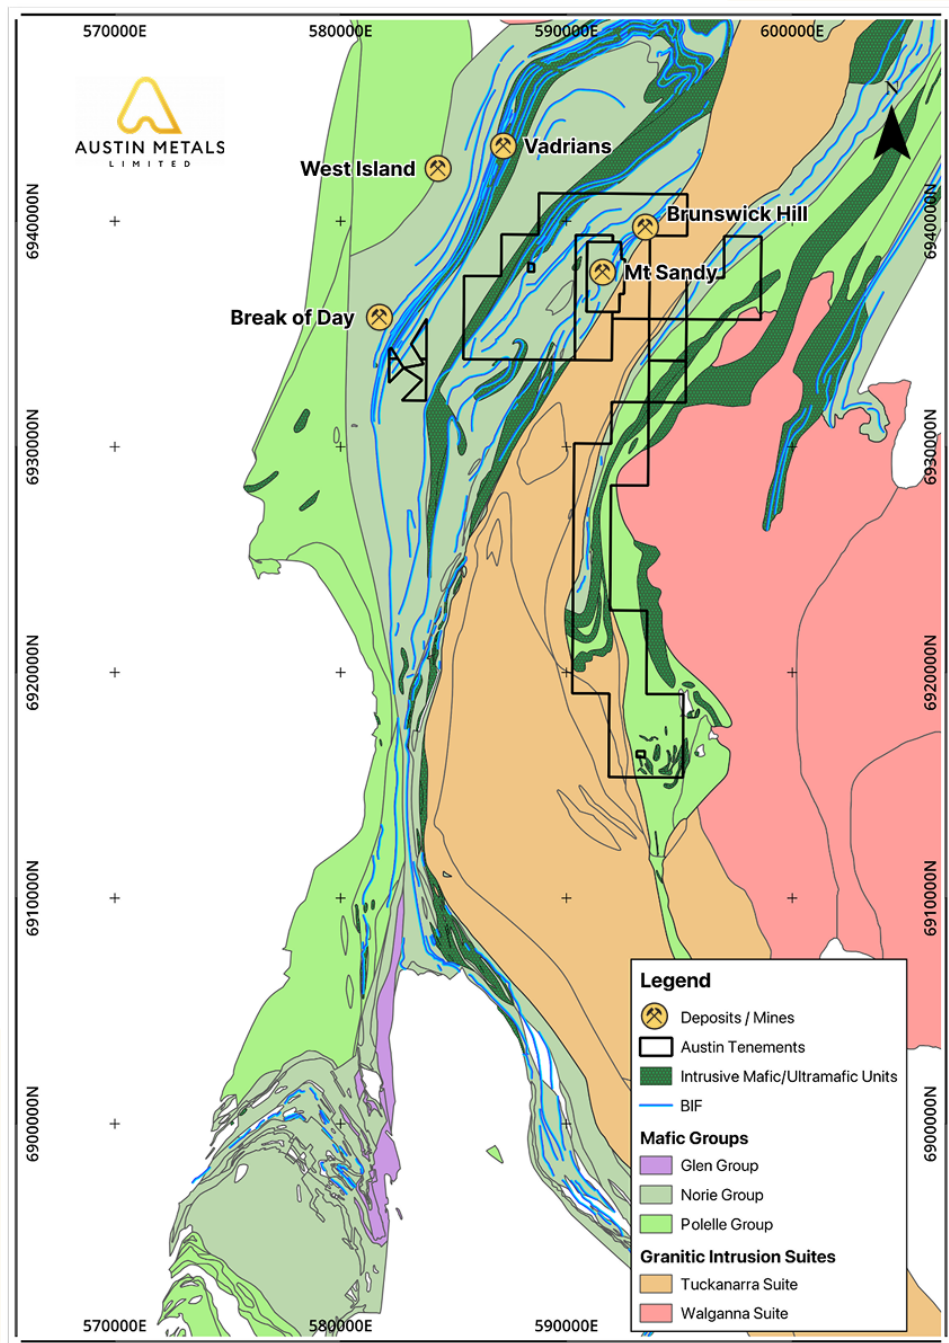 570000E
580000E
590000E
600000E
N
AUSTIN METALS
LIMITED
Vadrians
West Island
6940000N
6940000N
Brunswick Hill
Mt Sandy
Break of Day
6930000N
6930000N
6920000N
6920000N
6910000N
6910000N
Legend
Deposits / Mines
Austin Tenements
Intrusive Mafic/Ultramafic Units
BIF
Mafic Groups
Glen Group
Norie Group
Polelle Group
Granitic Intrusion Suites
Tuckanarra Suite
Walganna Suite
6900000N
6900000N
570000E
580000E
590000E